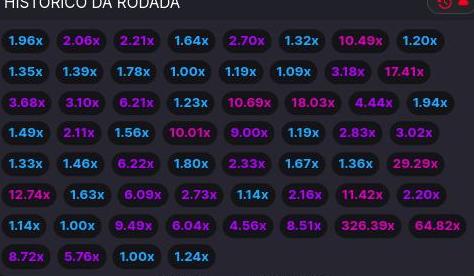 HISTÓRICO DA RODADA
1.96x 2.06x 2.21x 1.64x 2.70x 1.32x 10.49x 1.20x
1.35x 1.39x 1.78x 1.00x 1.19x 1.09x 3.18x 17.41x
3.68x 3.10x 6.21x 1.23x 10.69x 18.03x 4.44x 1.94x
1.49x 2.11x 1.56x 10.01x 9.00x 1.19x 2.83x 3.02x
1.33x 1.46x 6.22x 1.80x 2.33x 1.67x 1.36x 29.29x
12.74x 1.63x 6.09x 2.73x 1.14x 2.16x 11.42x 2.20x
1.14x 1.00x 9.49x 6.04x 4.56x 8.51x 326.39x 64.82x
8.72x 5.76x 1.00x 1.24x